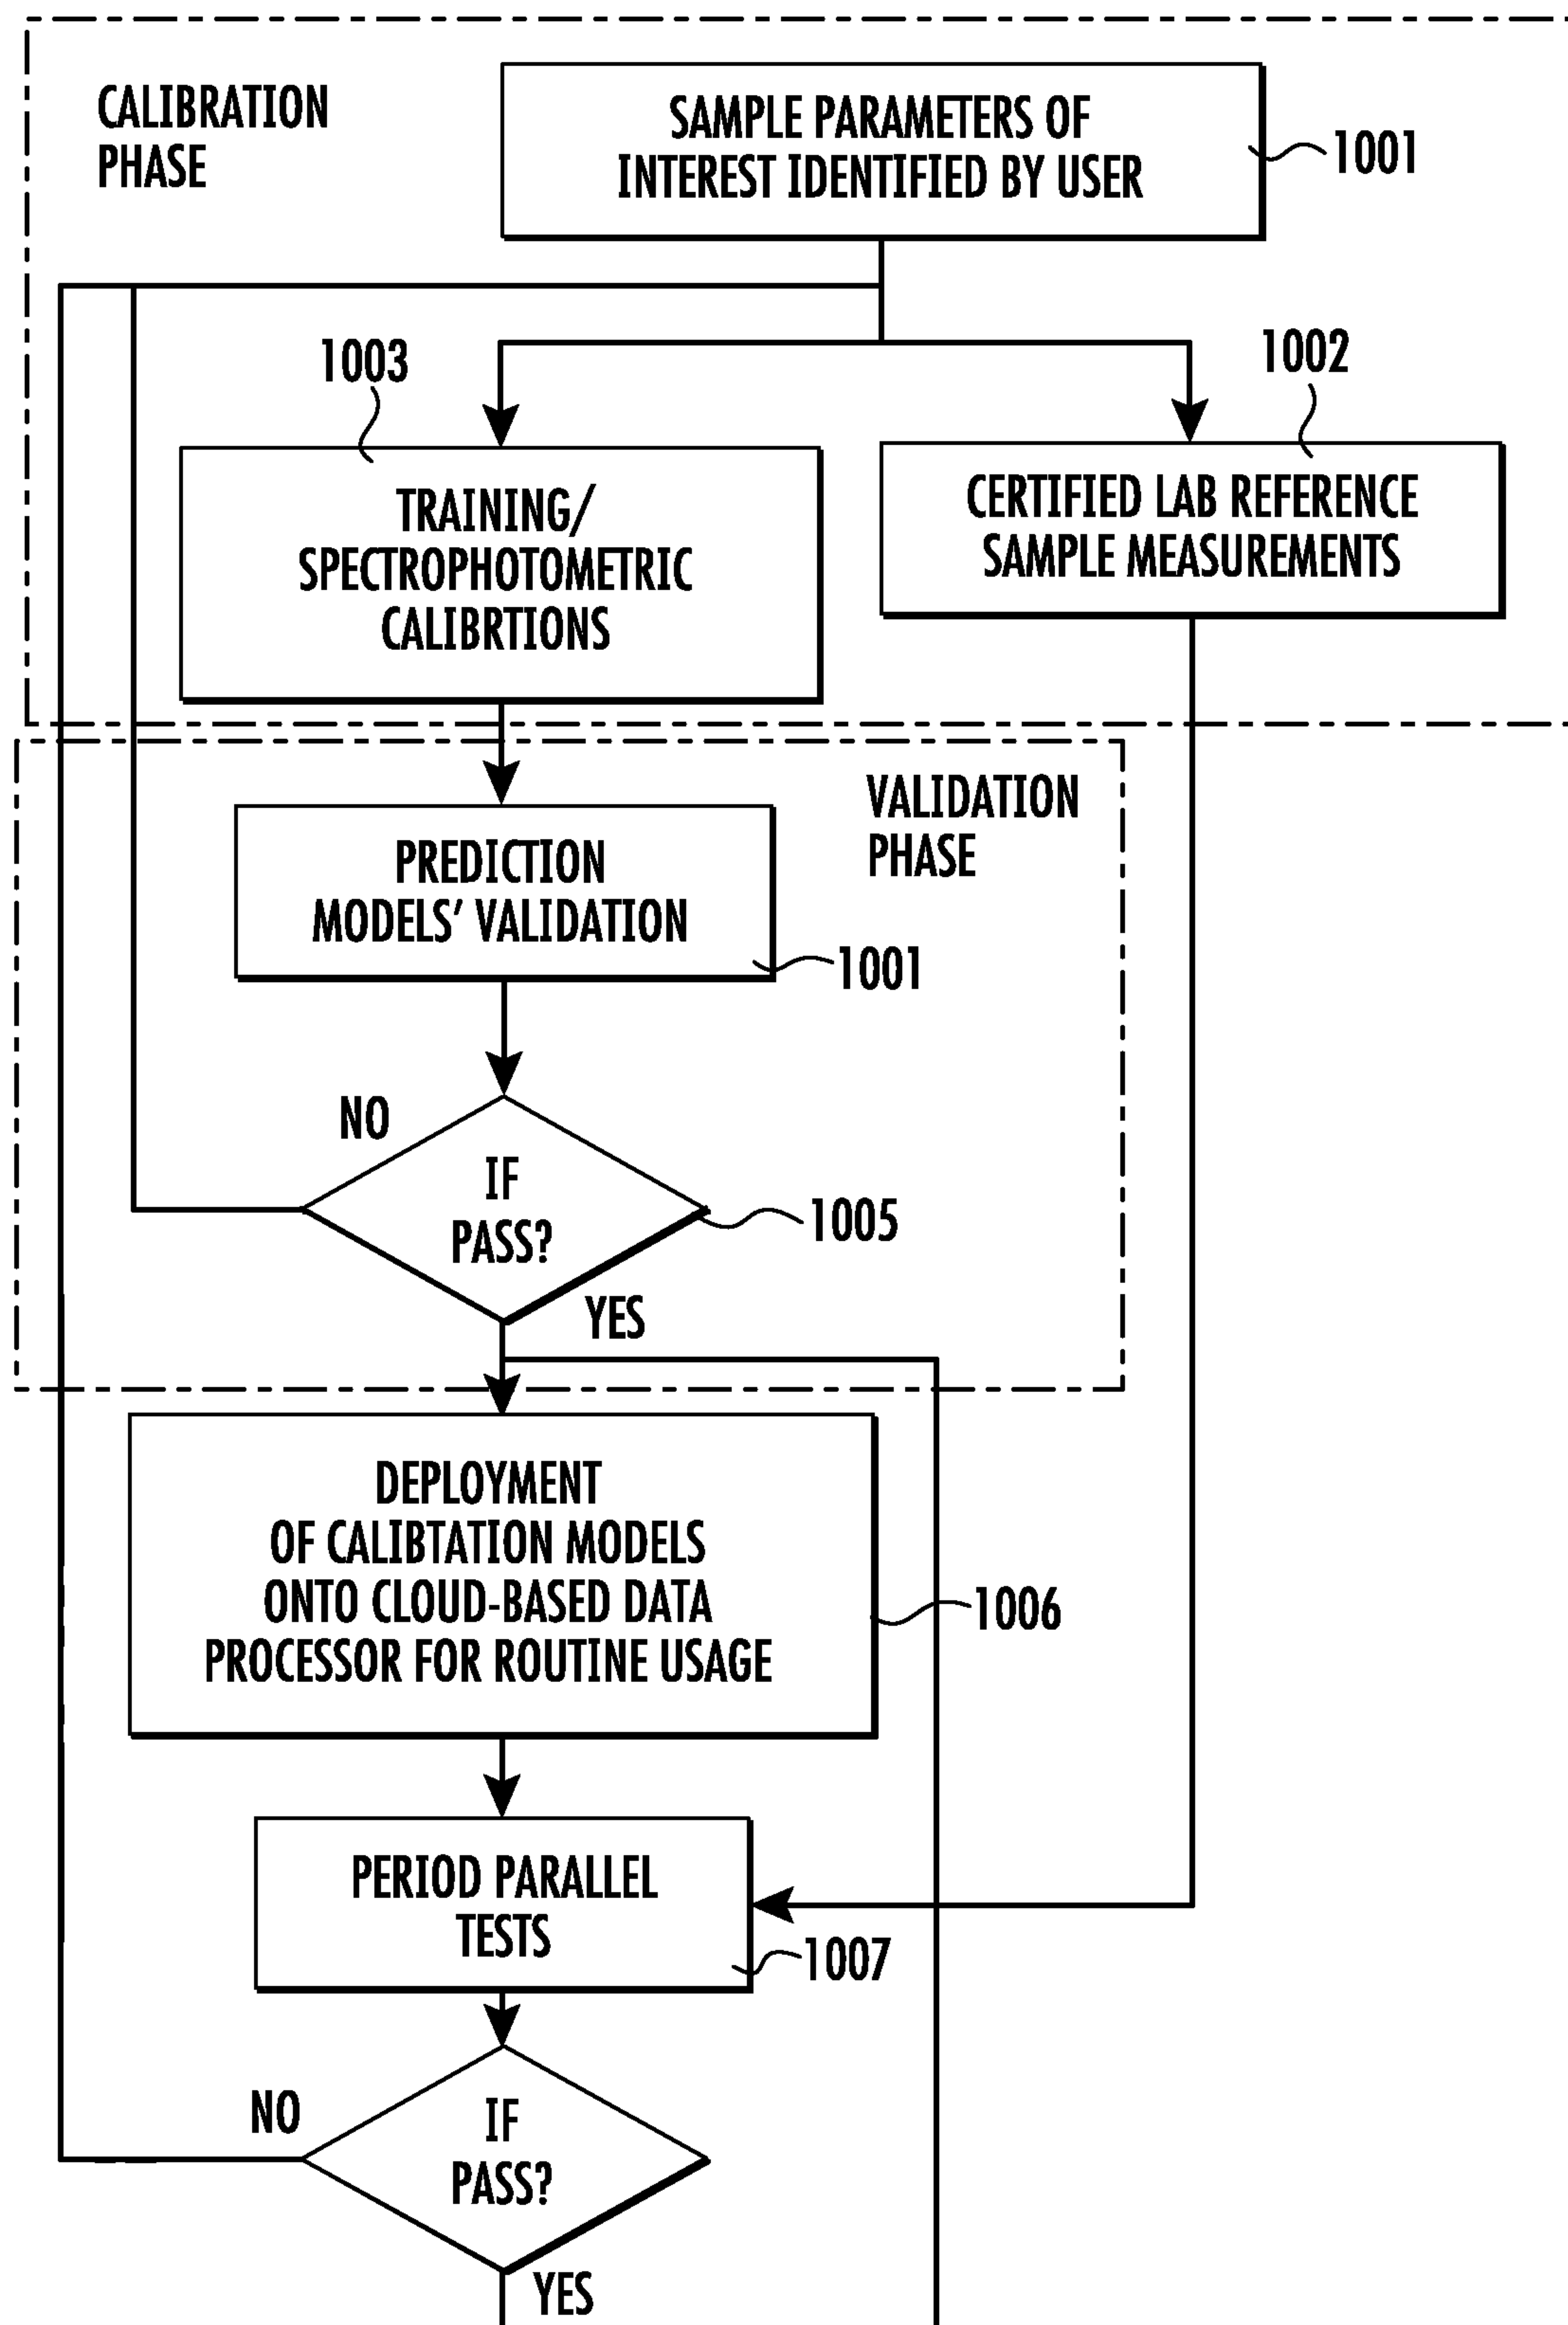 CALIBRATION
PHASE
SAMPLE PARAMETERS OF
INTEREST IDENTIFIED BY USER
1001
1003
1002
TRAINING/
SPECTROPHOTOMETRIC
CALIBRTIONS
CERTIFIED LAB REFERENCE
SAMPLE MEASUREMENTS
VALIDATION
PHASE
PREDICTION
MODELS' VALIDATION
1001
NO
IF
PASS?
1005
YES
DEPLOYMENT
OF CALIBTATION MODELS
ONTO CLOUD-BASED DATA
PROCESSOR FOR ROUTINE USAGE
1006
PERIOD PARALLEL
TESTS
1007
NO
IF
PASS?
YES